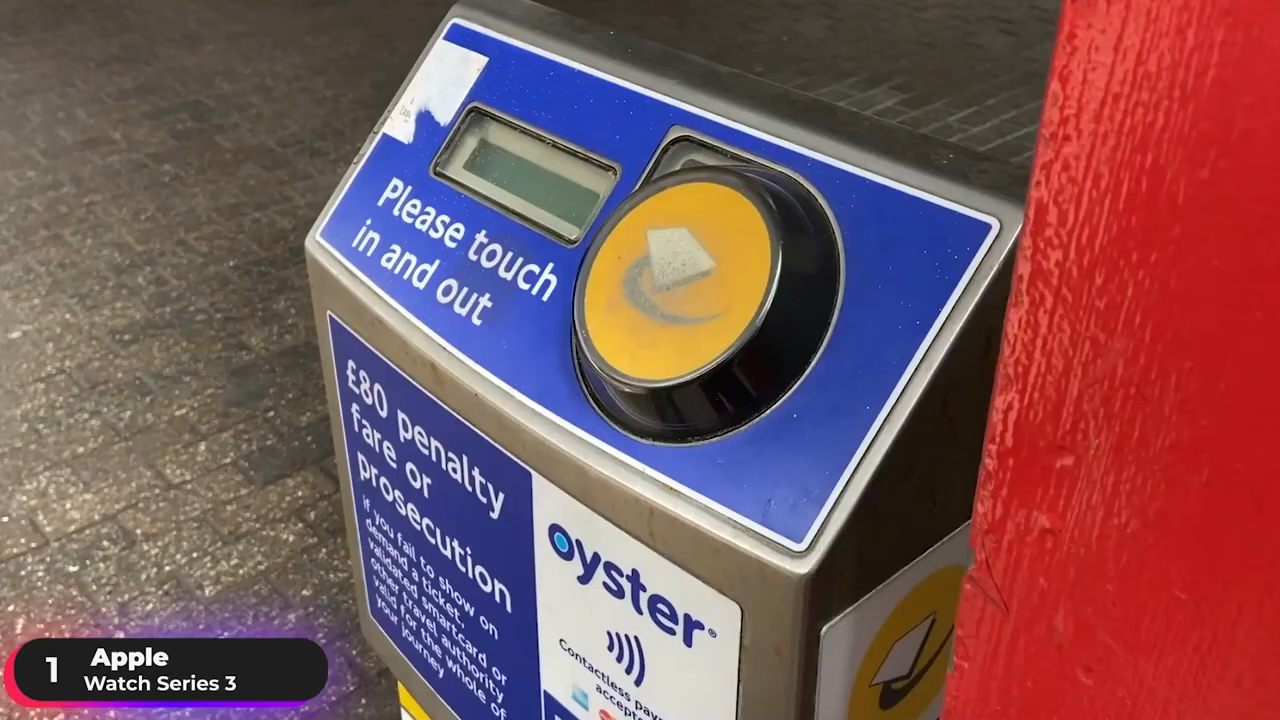 Please touch
in and out
£80 penalty
fare or
prosecution
if you fail to show on
demand a ticket,
validated smartcard or
other travel authority
valid for the whole of
your journey
oyster®
Contactless
1
Apple
Watch Series 3